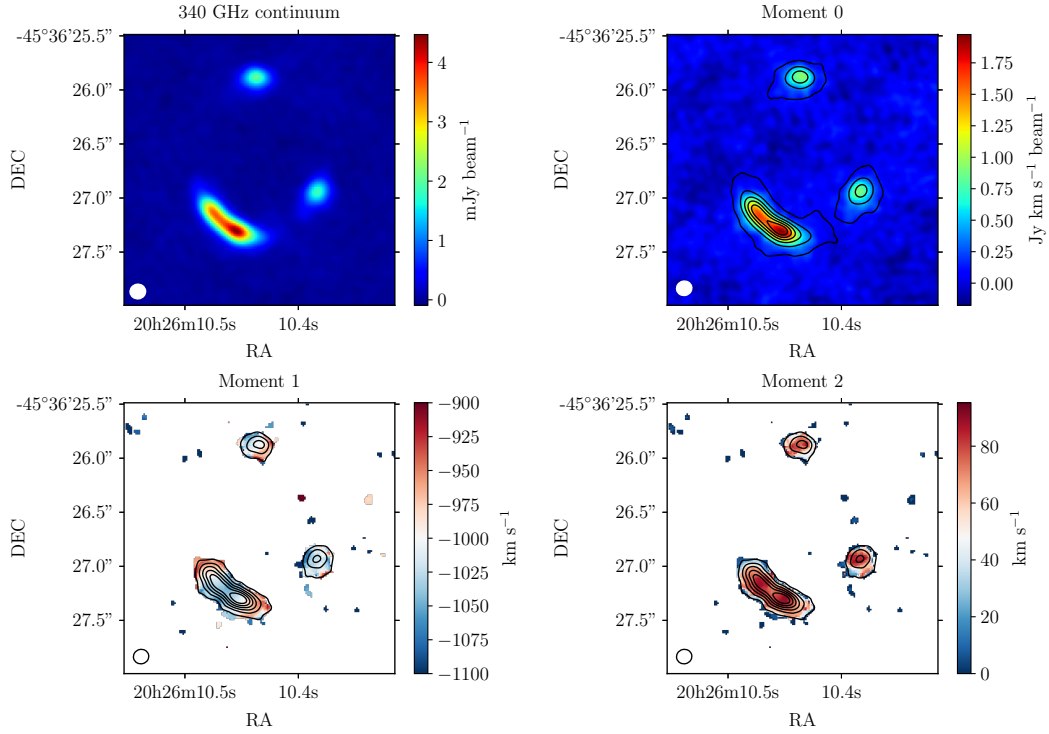 340 GHz continuum
-45°36'25.5"
26.0"
26.5"
27.0"
27.5"
DEC
20h26m10.5s
10.4s
RA
4
3
2
1
0
mJy beam⁻¹
Moment 0
-45°36'25.5"
26.0"
26.5"
27.0"
27.5"
DEC
20h26m10.5s
10.4s
RA
1.75
1.50
1.25
1.00
0.75
0.50
0.25
0.00
Jy km s⁻¹ beam⁻¹
Moment 1
-45°36'25.5"
26.0"
26.5"
27.0"
27.5"
DEC
20h26m10.5s
10.4s
RA
−900
−925
−950
−975
−1000
−1025
−1050
−1075
−1100
km s⁻¹
Moment 2
-45°36'25.5"
26.0"
26.5"
27.0"
27.5"
DEC
20h26m10.5s
10.4s
RA
80
60
40
20
0
km s⁻¹